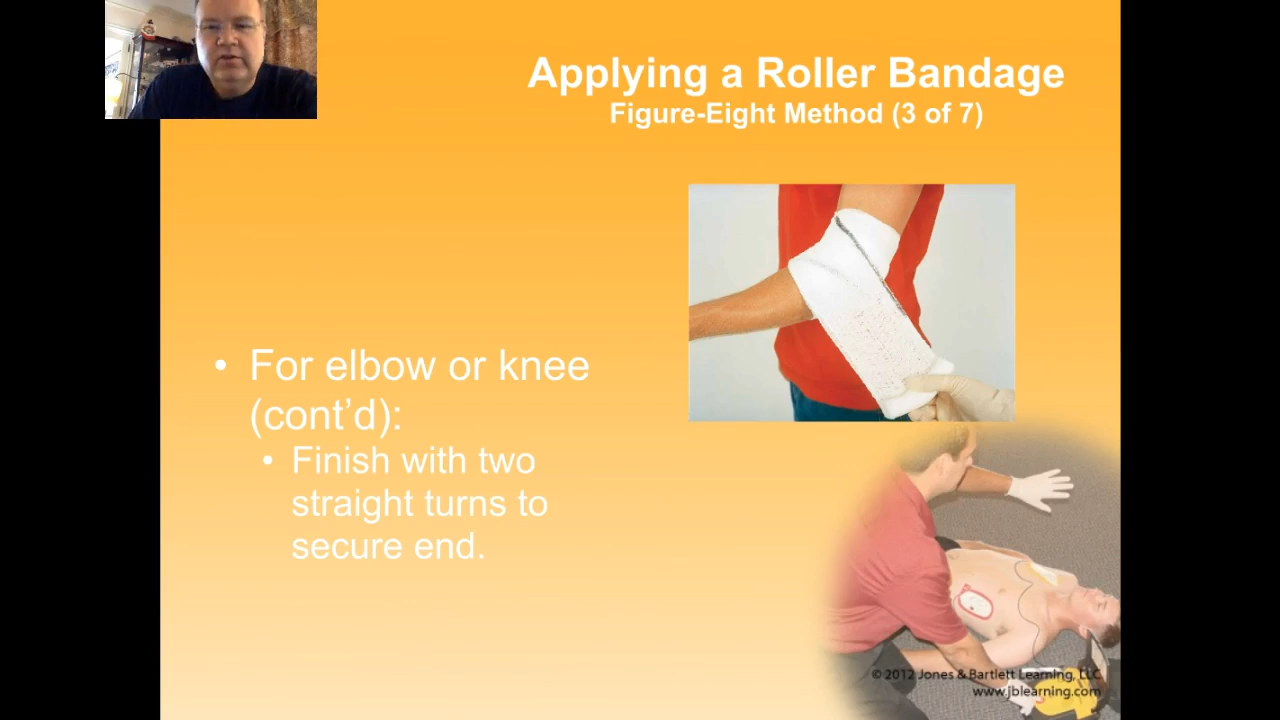 Applying a Roller Bandage
Figure-Eight Method (3 of 7)
• For elbow or knee
(cont’d):
• Finish with two
straight turns to
secure end.
© 2012 Jones & Bartlett Learning, LLC
www.jblearning.com